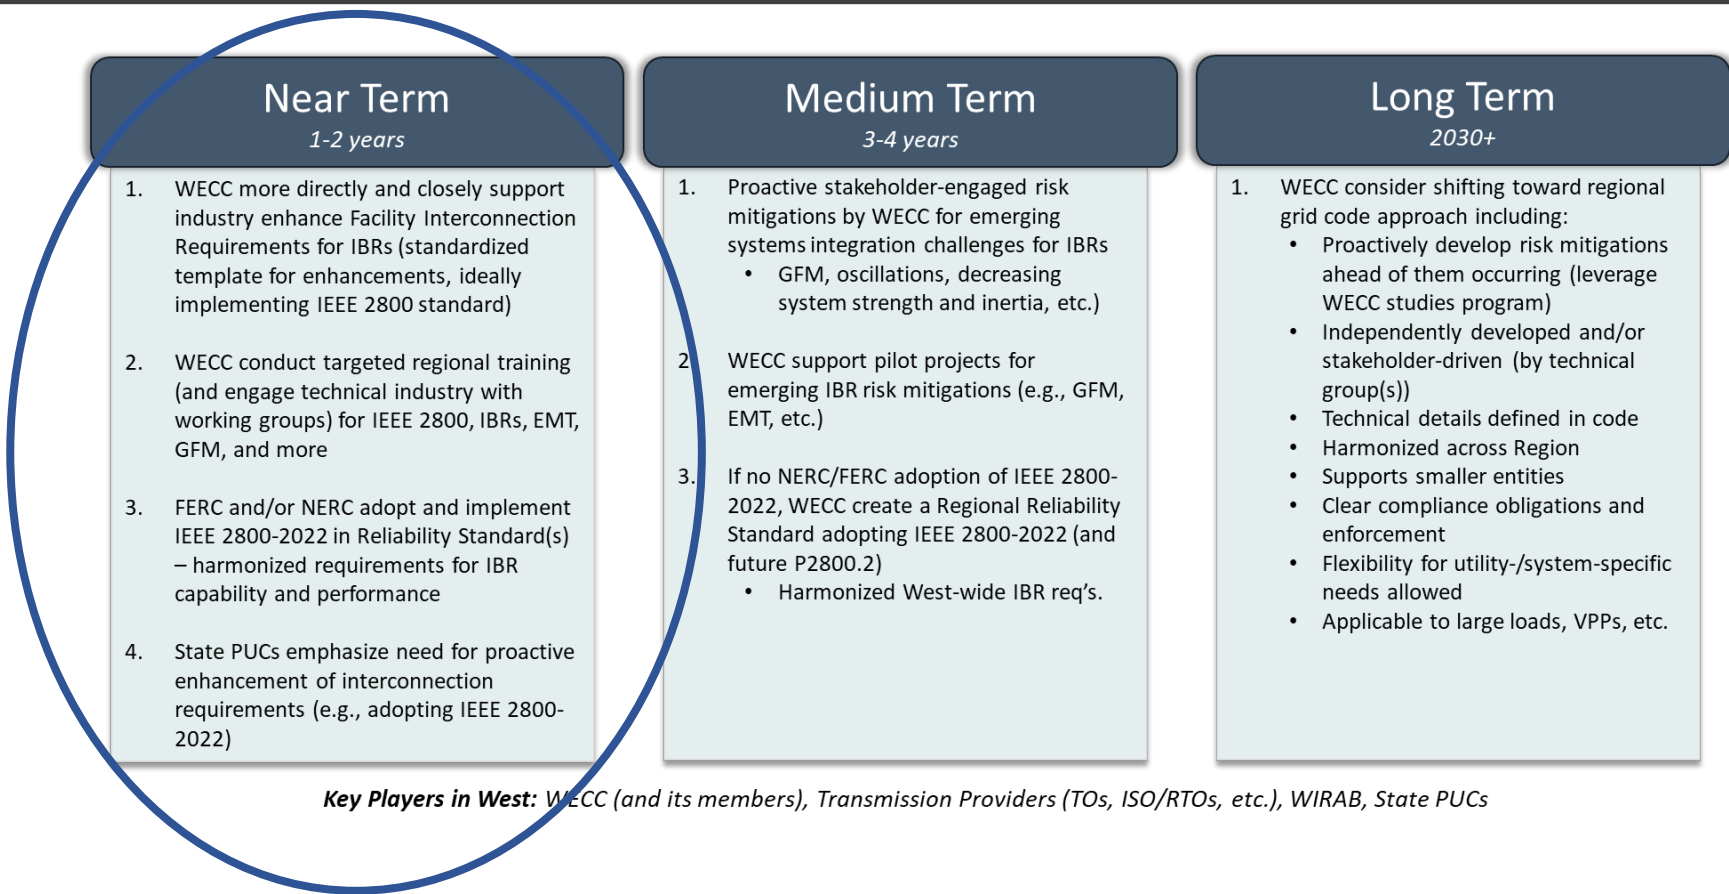 Near Term
1-2 years
1. WECC more directly and closely support
industry enhance Facility Interconnection
Requirements for IBRs (standardized
template for enhancements, ideally
implementing IEEE 2800 standard)
2. WECC conduct targeted regional training
(and engage technical industry with
working groups) for IEEE 2800, IBRs, EMT,
GFM, and more
3. FERC and/or NERC adopt and implement
IEEE 2800-2022 in Reliability Standard(s)
– harmonized requirements for IBR
capability and performance
4. State PUCs emphasize need for proactive
enhancement of interconnection
requirements (e.g., adopting IEEE 2800-
2022)
Medium Term
3-4 years
1. Proactive stakeholder-engaged risk
mitigations by WECC for emerging
systems integration challenges for IBRs
• GFM, oscillations, decreasing
system strength and inertia, etc.)
2 WECC support pilot projects for
emerging IBR risk mitigations (e.g., GFM,
EMT, etc.)
3. If no NERC/FERC adoption of IEEE 2800-
2022, WECC create a Regional Reliability
Standard adopting IEEE 2800-2022 (and
future P2800.2)
• Harmonized West-wide IBR req's.
Long Term
2030+
1. WECC consider shifting toward regional
grid code approach including:
• Proactively develop risk mitigations
ahead of them occurring (leverage
WECC studies program)
• Independently developed and/or
stakeholder-driven (by technical
group(s))
• Technical details defined in code
• Harmonized across Region
• Supports smaller entities
• Clear compliance obligations and
enforcement
• Flexibility for utility-/system-specific
needs allowed
• Applicable to large loads, VPPs, etc.
Key Players in West: WECC (and its members), Transmission Providers (TOs, ISO/RTOs, etc.), WIRAB, State PUCs